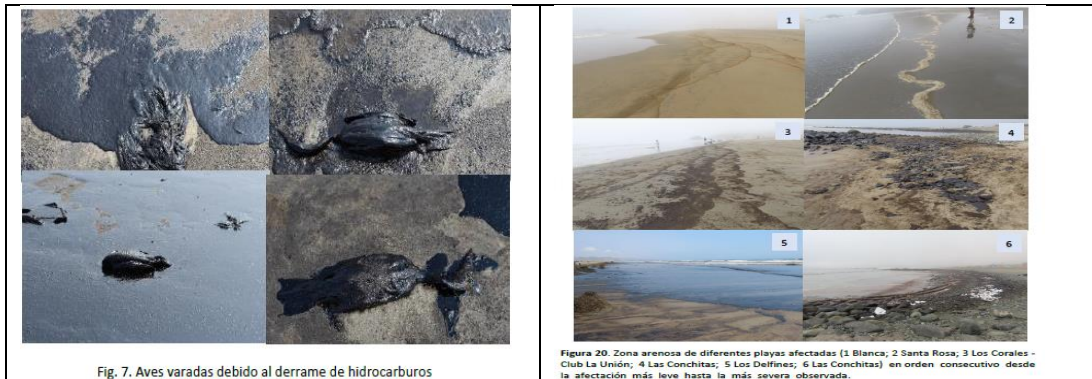 Fig. 7. Aves varadas debido al derrame de hidrocarburos
1
2
3
4
5
6
Figura 20. Zona arenosa de diferentes playas afectadas (1 Blanca; 2 Santa Rosa; 3 Los Corales -
Club La Unión; 4 Las Conchitas; 5 Los Delfines; 6 Las Conchitas) en orden consecutivo desde
la afectación más leve hasta la más severa observada.